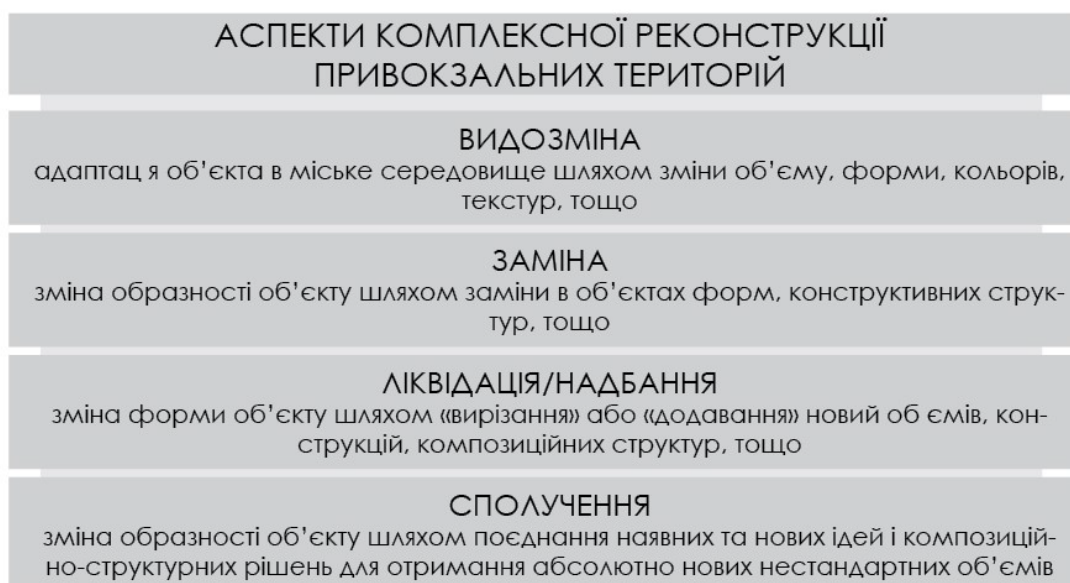 АСПЕКТИ КОМПЛЕКСНОЇ РЕКОНСТРУКЦІЇ
ПРИВОКЗАЛЬНИХ ТЕРИТОРІЙ
ВИДОЗМІНА
адаптац я об’єкта в міське середовище шляхом зміни об’єму, форми, кольорів,
текстур, тощо
ЗАМІНА
зміна образності об’єкту шляхом заміни в об’єктах форм, конструктивних струк-
тур, тощо
ЛІКВІДАЦІЯ/НАДБАННЯ
зміна форми об’єкту шляхом «вирізання» або «додавання» новий об ємів, кон-
струкцій, композиційних структур, тощо
СПОЛУЧЕННЯ
зміна образності об’єкту шляхом поєднання наявних та нових ідей і композицій-
но-структурних рішень для отримання абсолютно нових нестандартних об’ємів